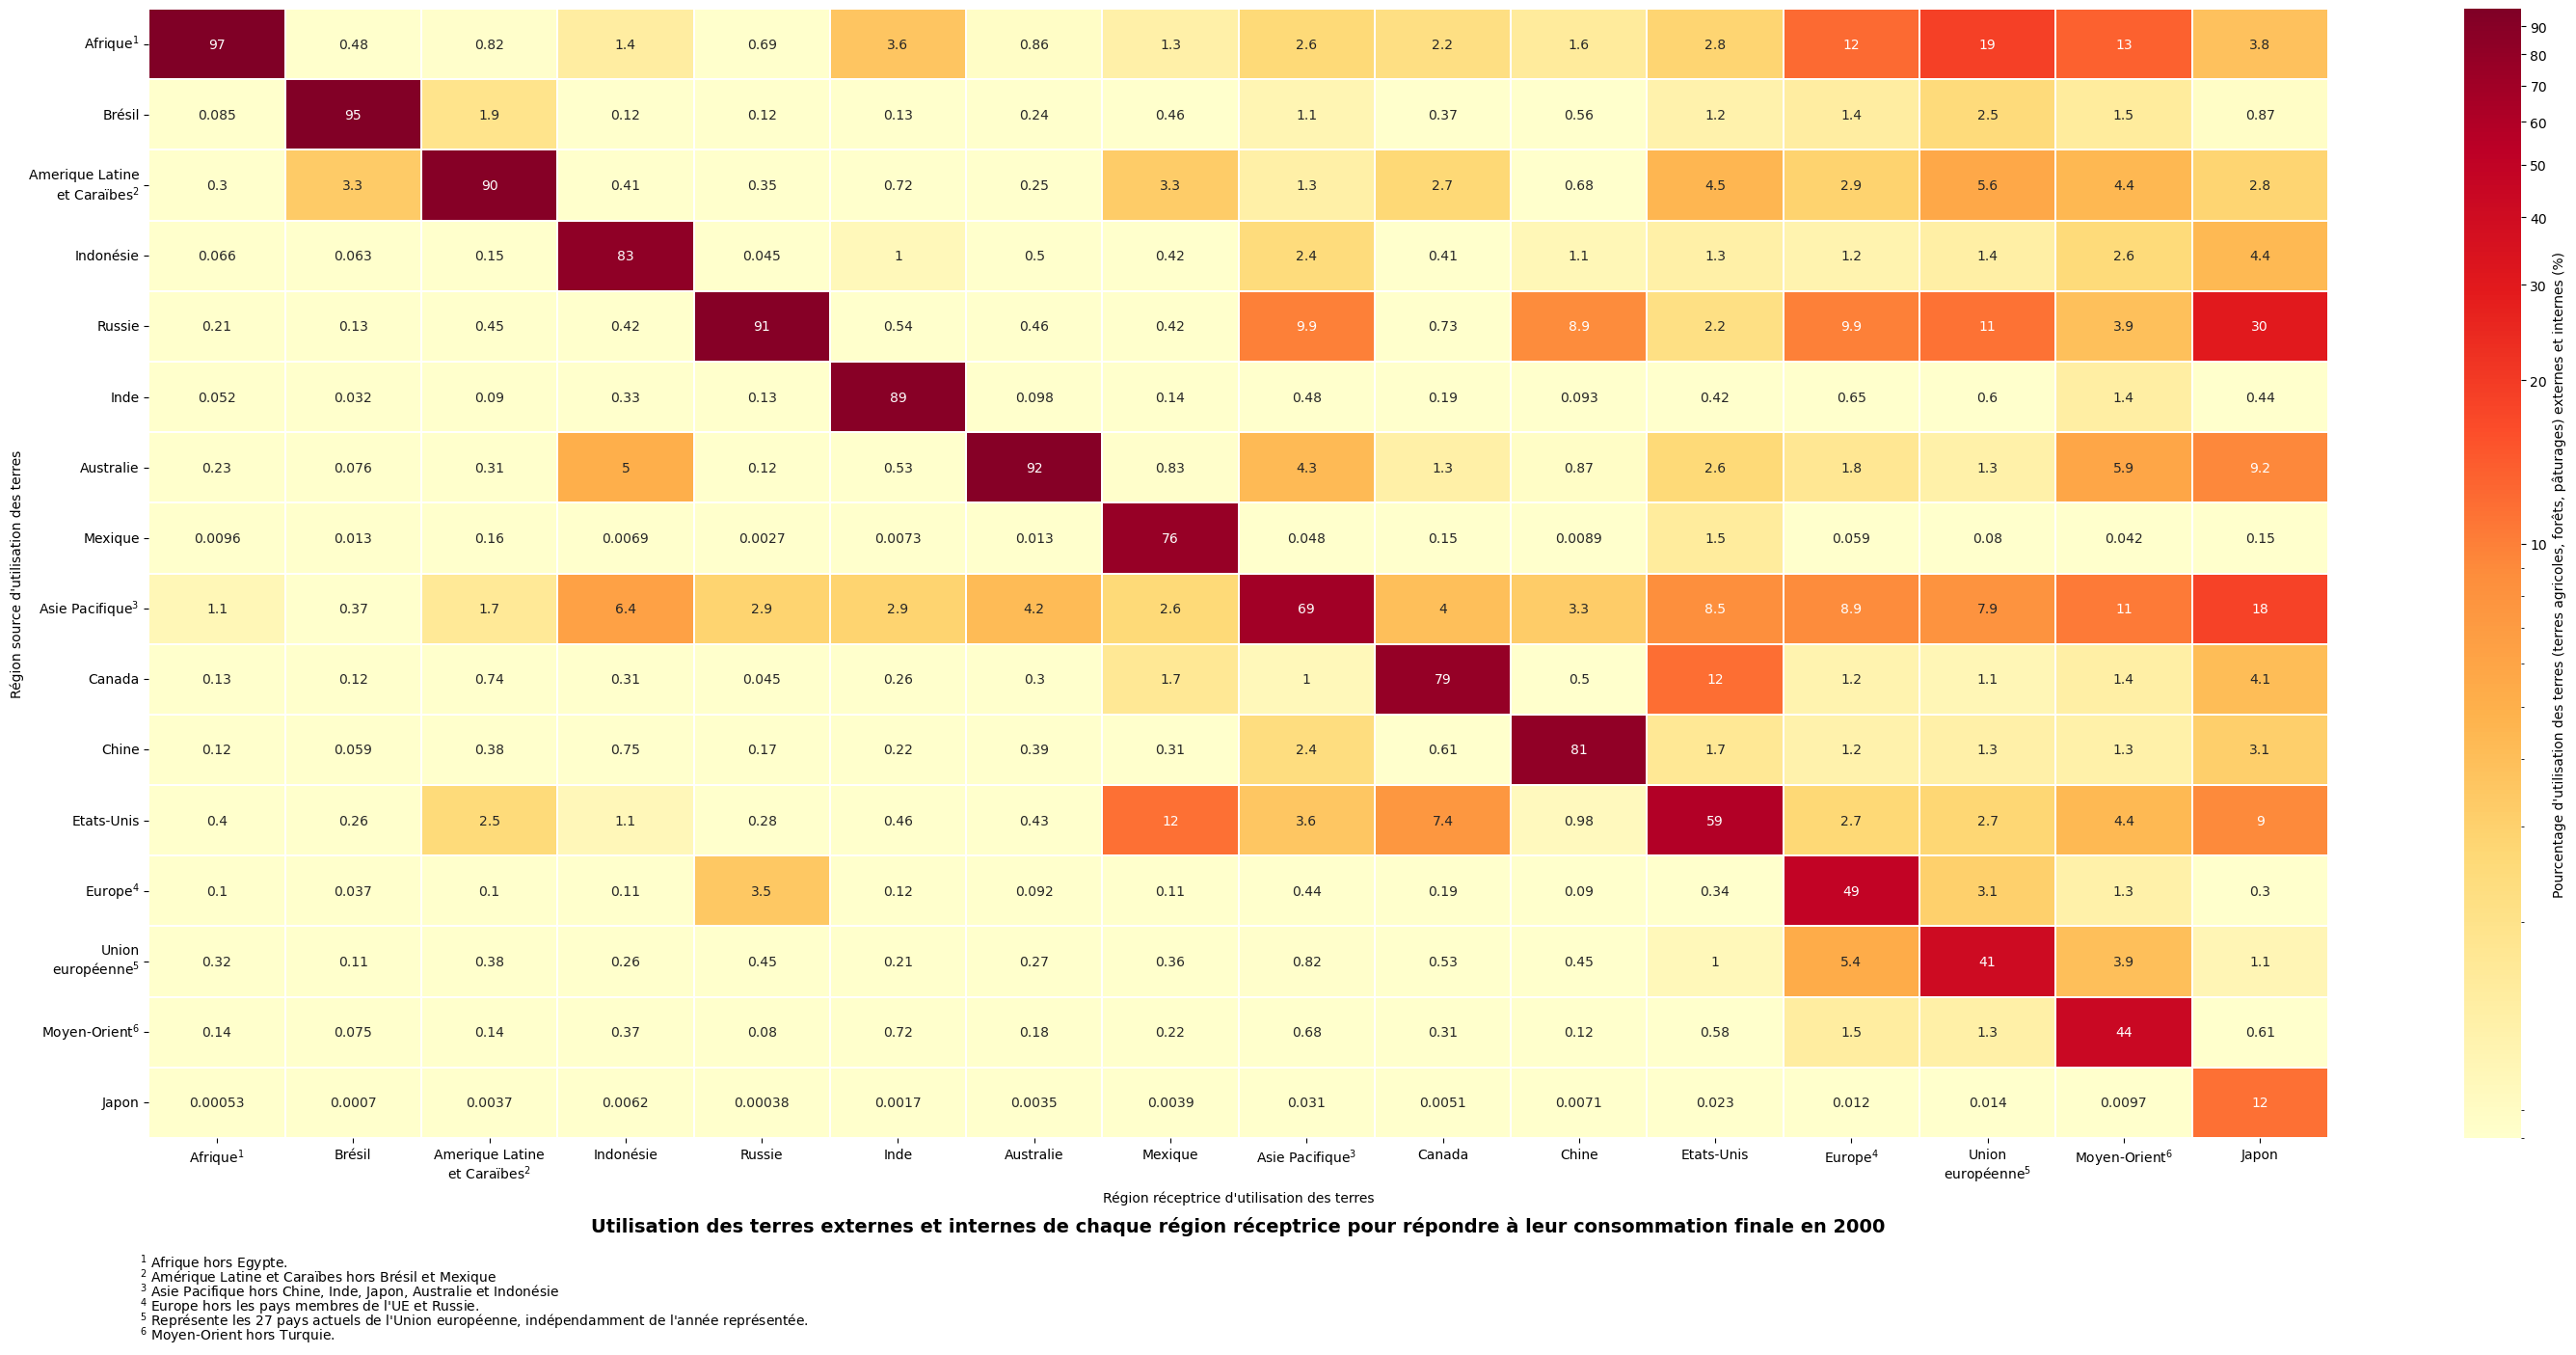 Afrique¹ 97 0.48 0.82 1.4 0.69 3.6 0.86 1.3 2.6 2.2 1.6 2.8 12 19 13 3.8 90
80
70
Brésil 0.085 95 1.9 0.12 0.12 0.13 0.24 0.46 1.1 0.37 0.56 1.2 1.4 2.5 1.5 0.87 60
50
Amerique Latine
et Caraïbes² 0.3 3.3 90 0.41 0.35 0.72 0.25 3.3 1.3 2.7 0.68 4.5 2.9 5.6 4.4 2.8
40
Indonésie 0.066 0.063 0.15 83 0.045 1 0.5 0.42 2.4 0.41 1.1 1.3 1.2 1.4 2.6 4.4
30
Russie 0.21 0.13 0.45 0.42 91 0.54 0.46 0.42 9.9 0.73 8.9 2.2 9.9 11 3.9 30
20
Inde 0.052 0.032 0.09 0.33 0.13 89 0.098 0.14 0.48 0.19 0.093 0.42 0.65 0.6 1.4 0.44
Australie 0.23 0.076 0.31 5 0.12 0.53 92 0.83 4.3 1.3 0.87 2.6 1.8 1.3 5.9 9.2
Mexique 0.0096 0.013 0.16 0.0069 0.0027 0.0073 0.013 76 0.048 0.15 0.0089 1.5 0.059 0.08 0.042 0.15 10
Asie Pacifique³ 1.1 0.37 1.7 6.4 2.9 2.9 4.2 2.6 69 4 3.3 8.5 8.9 7.9 11 18
Canada 0.13 0.12 0.74 0.31 0.045 0.26 0.3 1.7 1 79 0.5 12 1.2 1.1 1.4 4.1
Chine 0.12 0.059 0.38 0.75 0.17 0.22 0.39 0.31 2.4 0.61 81 1.7 1.2 1.3 1.3 3.1
Etats-Unis 0.4 0.26 2.5 1.1 0.28 0.46 0.43 12 3.6 7.4 0.98 59 2.7 2.7 4.4 9
Europe⁴ 0.1 0.037 0.1 0.11 3.5 0.12 0.092 0.11 0.44 0.19 0.09 0.34 49 3.1 1.3 0.3
Union
européenne⁵ 0.32 0.11 0.38 0.26 0.45 0.21 0.27 0.36 0.82 0.53 0.45 1 5.4 41 3.9 1.1
Moyen-Orient⁶ 0.14 0.075 0.14 0.37 0.08 0.72 0.18 0.22 0.68 0.31 0.12 0.58 1.5 1.3 44 0.61
Japon 0.00053 0.0007 0.0037 0.0062 0.00038 0.0017 0.0035 0.0039 0.031 0.0051 0.0071 0.023 0.012 0.014 0.0097 12
Région source d'utilisation des terres
Pourcentage d'utilisation des terres (terres agricoles, forêts, pâturages) externes et internes (%)
Afrique¹ Brésil Amerique Latine Indonésie Russie Inde Australie Mexique Asie Pacifique³ Canada Chine Etats-Unis Europe⁴ Union Moyen-Orient⁶ Japon
et Caraïbes² européenne⁵
Région réceptrice d'utilisation des terres
Utilisation des terres externes et internes de chaque région réceptrice pour répondre à leur consommation finale en 2000
¹ Afrique hors Egypte.
² Amérique Latine et Caraïbes hors Brésil et Mexique
³ Asie Pacifique hors Chine, Inde, Japon, Australie et Indonésie
⁴ Europe hors les pays membres de l'UE et Russie.
⁵ Représente les 27 pays actuels de l'Union européenne, indépendamment de l'année représentée.
⁶ Moyen-Orient hors Turquie.